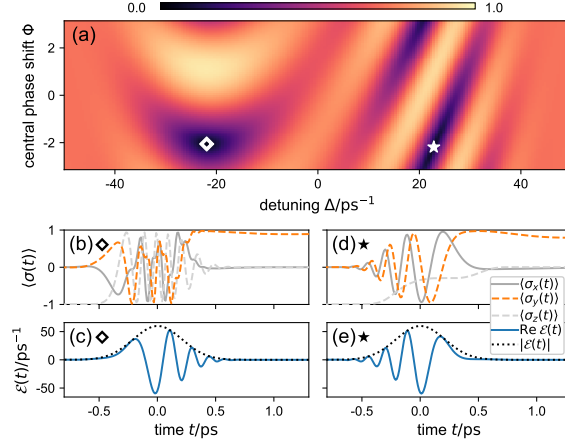 0.0 1.0
(a)
central phase shift Φ
2
0
-2
-40 -20 0 20 40
detuning Δ/ps⁻¹
(b) (d)
⟨σ(t)⟩
1
0
-1
⟨σx(t)⟩
⟨σy(t)⟩
⟨σz(t)⟩
Re ℰ(t)
|ℰ(t)|
(c) (e)
ℰ(t)/ps⁻¹
50
0
-50
-0.5 0.0 0.5 1.0 -0.5 0.0 0.5 1.0
time t/ps time t/ps